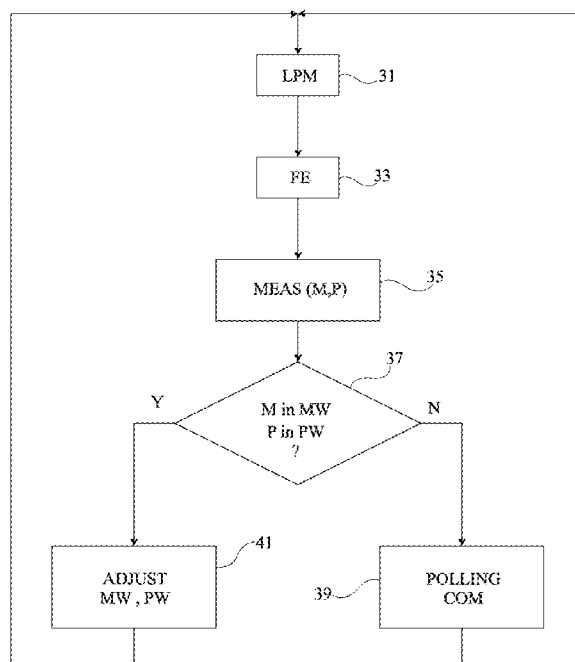 LPM
31
FE
33
MEAS (M,P)
35
37
Y
M in MW
P in PW
?
N
41
ADJUST
MW , PW
39
POLLING
COM